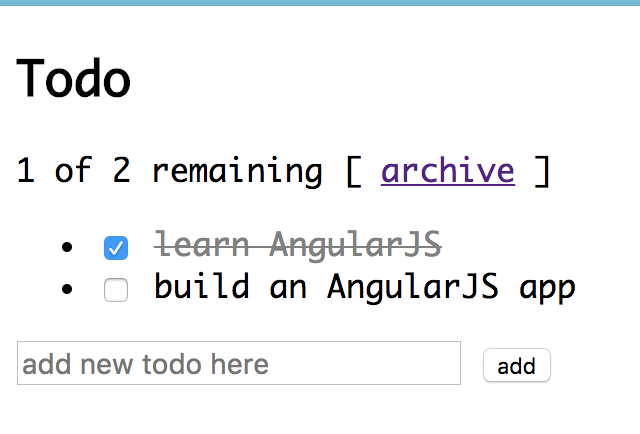 Todo
1 of 2 remaining [ archive ]
learn AngularJS
build an AngularJS app
add new todo here add